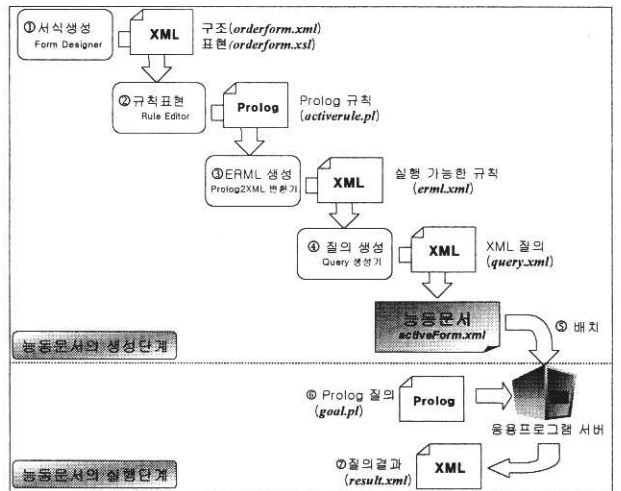 ①서식생성
Form Designer
XML
구조(orderform.xml)
표현(orderform.xsl)
②규칙표현
Rule Editor
Prolog
Prolog 규칙
(activerule.pl)
③ERML 생성
Prolog2XML 변환기
XML
실행 가능한 규칙
(erml.xml)
④ 질의 생성
Query 생성기
XML
XML 질의
(query.xml)
능동문서
activeForm.xml
⑤ 배치
능동문서의 생성단계
⑥ Prolog 질의
(goal.pl)
Prolog
응용프로그램 서버
⑦질의결과
(result.xml)
XML
능동문서의 실행단계